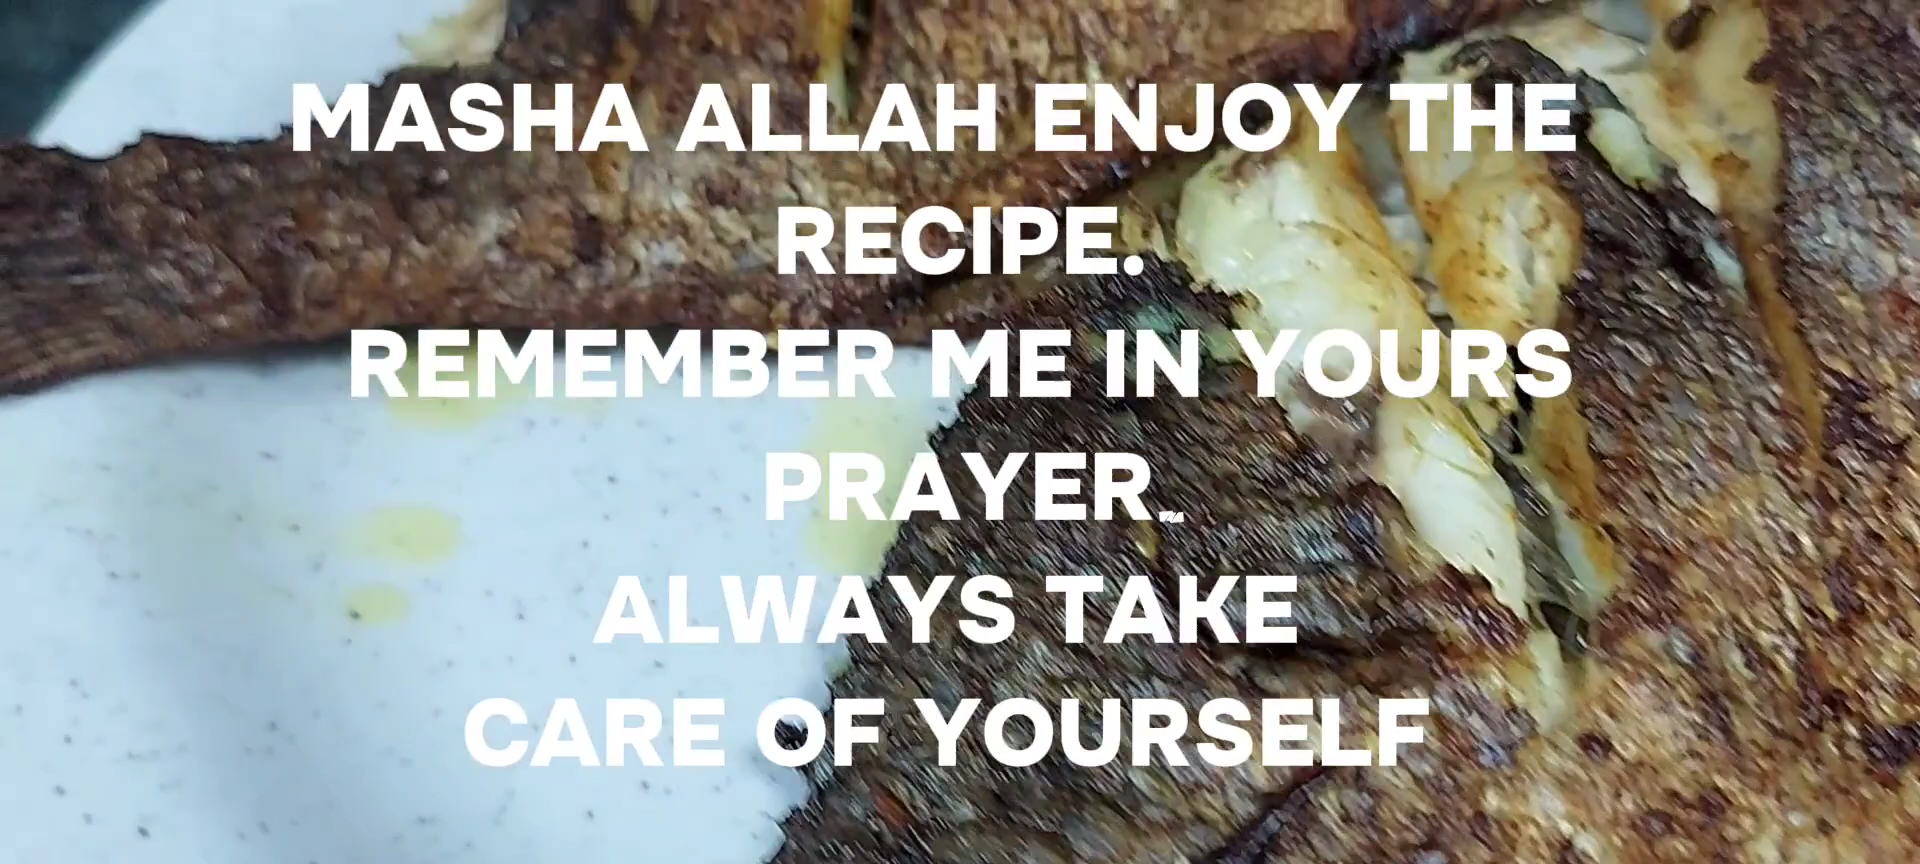 MASHA ALLAH ENJOY THE
RECIPE.
REMEMBER ME IN YOURS
PRAYER.
ALWAYS TAKE
CARE OF YOURSELF